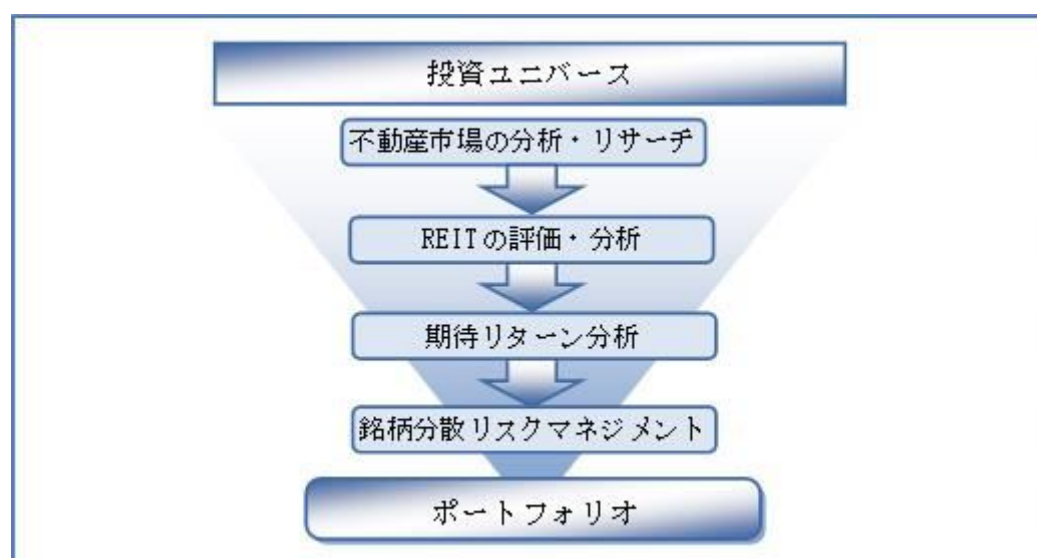 投資ユニバース
不動産市場の分析・リサーチ
REITの評価・分析
期待リターン分析
銘柄分散リスクマネジメント
ポートフォリオ